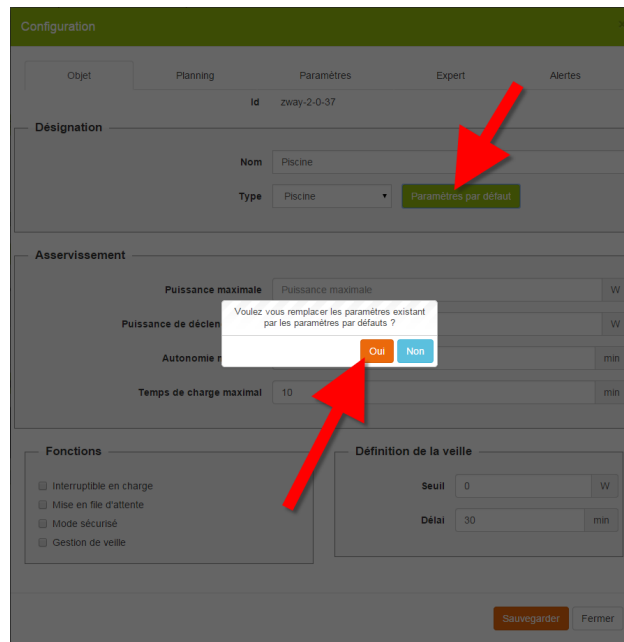 Configuration
Objet Planning Paramètres Expert Alertes
Id zway-2-0-37
Désignation
Nom Piscine
Type Piscine Paramètres par défaut
Asservissement
Puissance maximale Puissance maximale W
Voulez vous remplacer les paramètres existant
par les paramètres par défauts ?
Puissance de W
Oui Non
Autonomie min
Temps de charge maximal 10 min
Fonctions
Interruptible en charge
Mise en file d'attente
Mode sécurisé
Gestion de veille
Définition de la veille
Seuil 0 W
Délai 30 min
Sauvegarder Fermer